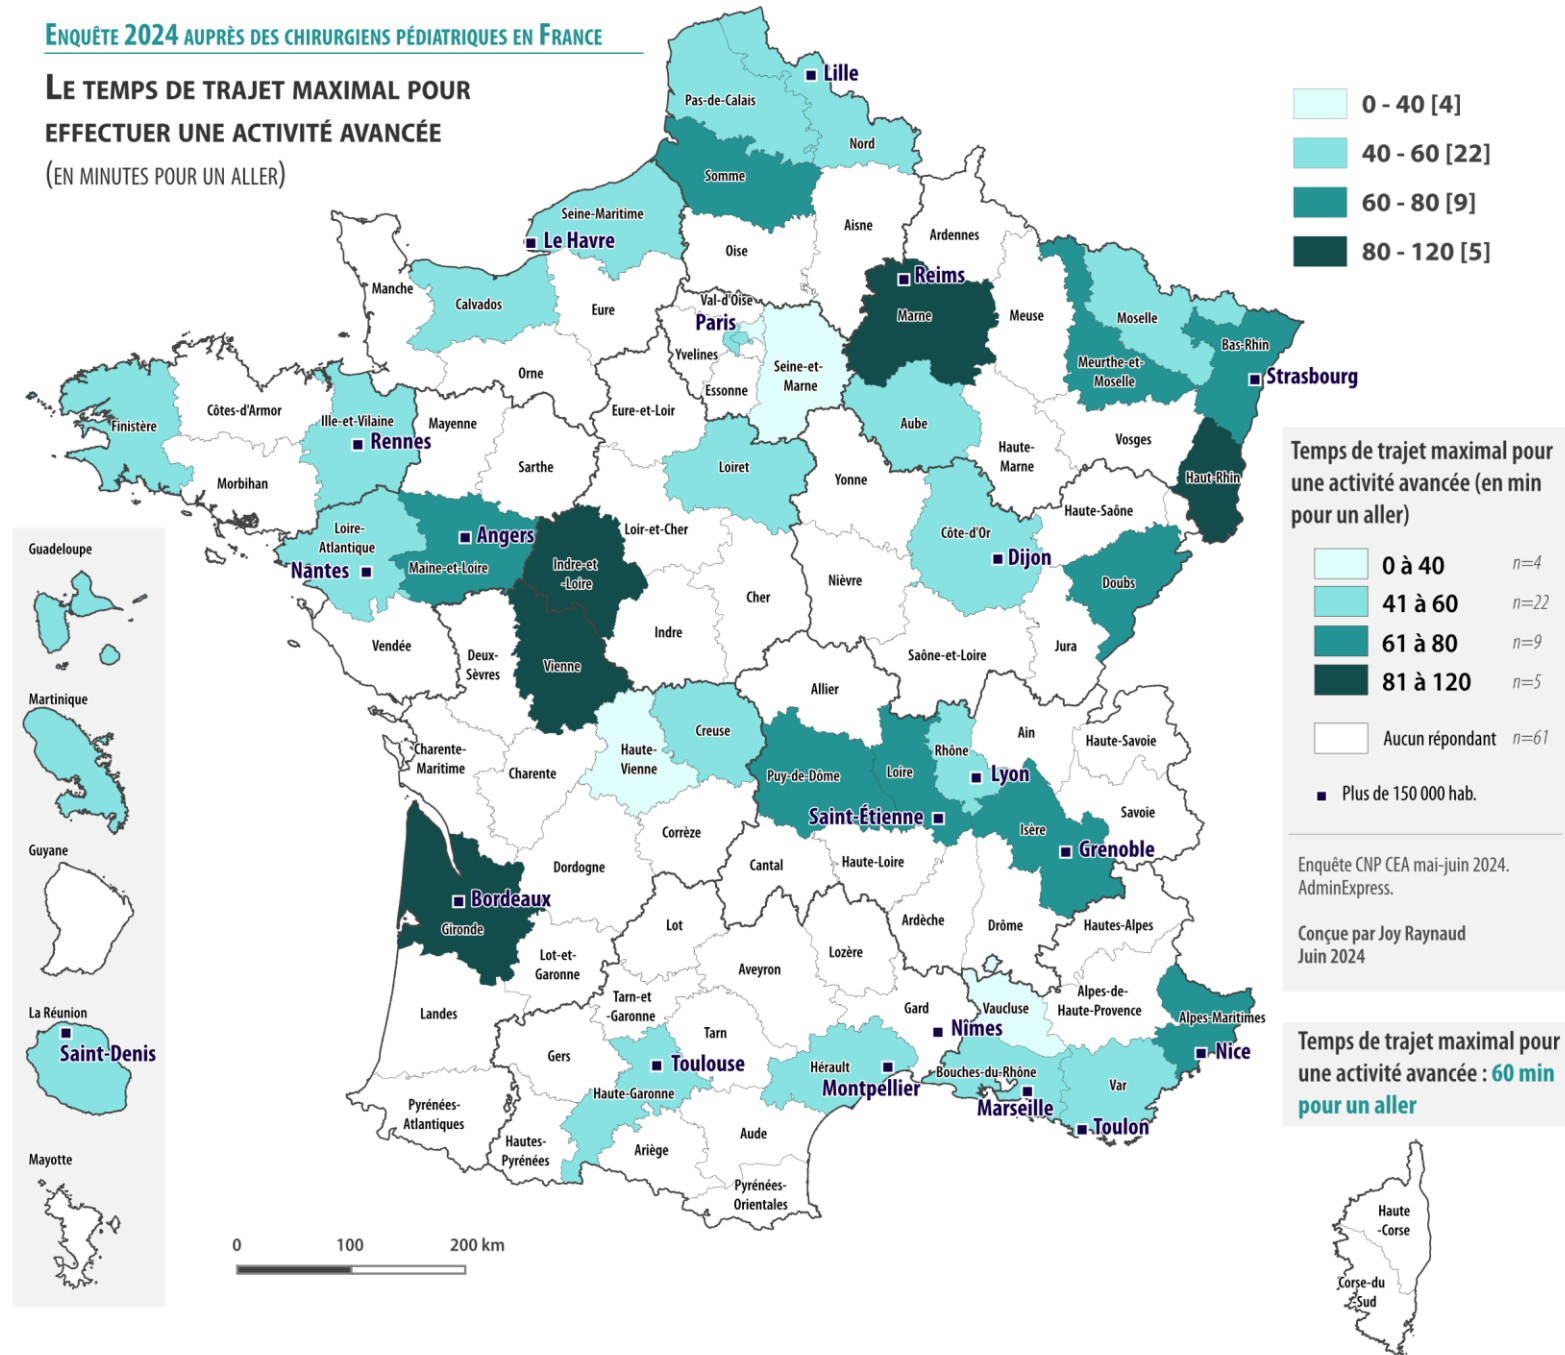 Enquête 2024 auprès des chirurgiens pédiatriques en France
Le temps de trajet maximal pour
effectuer une activité avancée
(en minutes pour un aller)
0 - 40 [4]
40 - 60 [22]
60 - 80 [9]
80 - 120 [5]
Lille
Pas-de-Calais
Nord
Somme
Seine-Maritime
Le Havre
Aisne
Ardennes
Oise
Manche
Calvados
Eure
Val-d'Oise
Paris
Reims
Marne
Meuse
Moselle
Bas-Rhin
Yvelines
Essonne
Seine-et-
Marne
Meurthe-et-
Moselle
Strasbourg
Orne
Eure-et-Loir
Côtes-d'Armor
Finistère
Ille-et-Vilaine
Rennes
Mayenne
Aube
Haute-
Marne
Vosges
Morbihan
Sarthe
Loiret
Yonne
Haut-Rhin
Haute-Saône
Loire-
Atlantique
Nantes
Angers
Maine-et-Loire
Indre-et
-Loire
Loir-et-Cher
Côte-d'Or
Dijon
Doubs
Cher
Nièvre
Vendée
Deux-
Sèvres
Vienne
Indre
Saône-et-Loire
Jura
Allier
Charente-
Maritime
Charente
Haute-
Vienne
Creuse
Puy-de-Dôme
Loire
Rhône
Lyon
Ain
Haute-Savoie
Savoie
Saint-Étienne
Isère
Grenoble
Corrèze
Dordogne
Cantal
Haute-Loire
Bordeaux
Gironde
Lot
Ardèche
Drôme
Hautes-Alpes
Lot-et-
Garonne
Aveyron
Lozère
Landes
Tarn-et
-Garonne
Tarn
Gard
Nîmes
Vaucluse
Alpes-de-
Haute-Provence
Alpes-Maritimes
Nice
Gers
Toulouse
Haute-Garonne
Hérault
Montpellier
Bouches-du-Rhône
Marseille
Var
Toulon
Pyrénées-
Atlantiques
Hautes-
Pyrénées
Ariège
Aude
Pyrénées-
Orientales
Haute
-Corse
Corse-du
-Sud
Guadeloupe
Martinique
Guyane
La Réunion
Saint-Denis
Mayotte
0 100 200 km
Temps de trajet maximal pour
une activité avancée (en min
pour un aller)
0 à 40 n=4
41 à 60 n=22
61 à 80 n=9
81 à 120 n=5
Aucun répondant n=61
Plus de 150 000 hab.
Enquête CNP CEA mai-juin 2024.
AdminExpress.
Conçue par Joy Raynaud
Juin 2024
Temps de trajet maximal pour
une activité avancée : 60 min
pour un aller